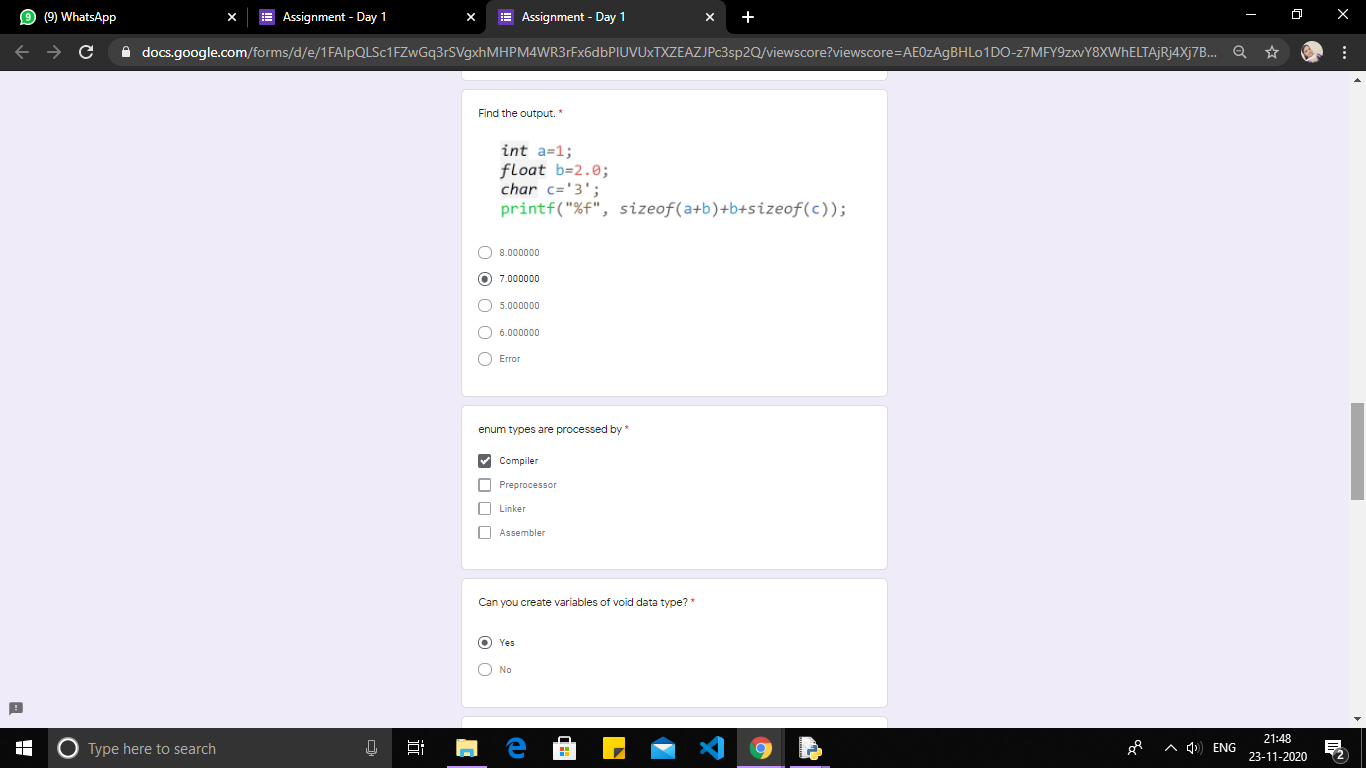 9 (9) WhatsApp
Assignment - Day 1
Assignment - Day 1
docs.google.com/forms/d/e/1FAIpQLSc1FZwGq3rSVgxhMHPM4WR3rFx6dbPIUVUxTXZEAZJPc3sp2Q/viewscore?viewscore=AE0zAgBHLo1DO-z7MFY9zxvY8XWhELTAjRj4Xj7B...
Find the output. *
int a=1;
float b=2.0;
char c='3';
printf("%f", sizeof(a+b)+b+sizeof(c));
8.000000
7.000000
5.000000
6.000000
Error
enum types are processed by *
Compiler
Preprocessor
Linker
Assembler
Can you create variables of void data type? *
Yes
No
Type here to search
ENG
21:48
23-11-2020
2